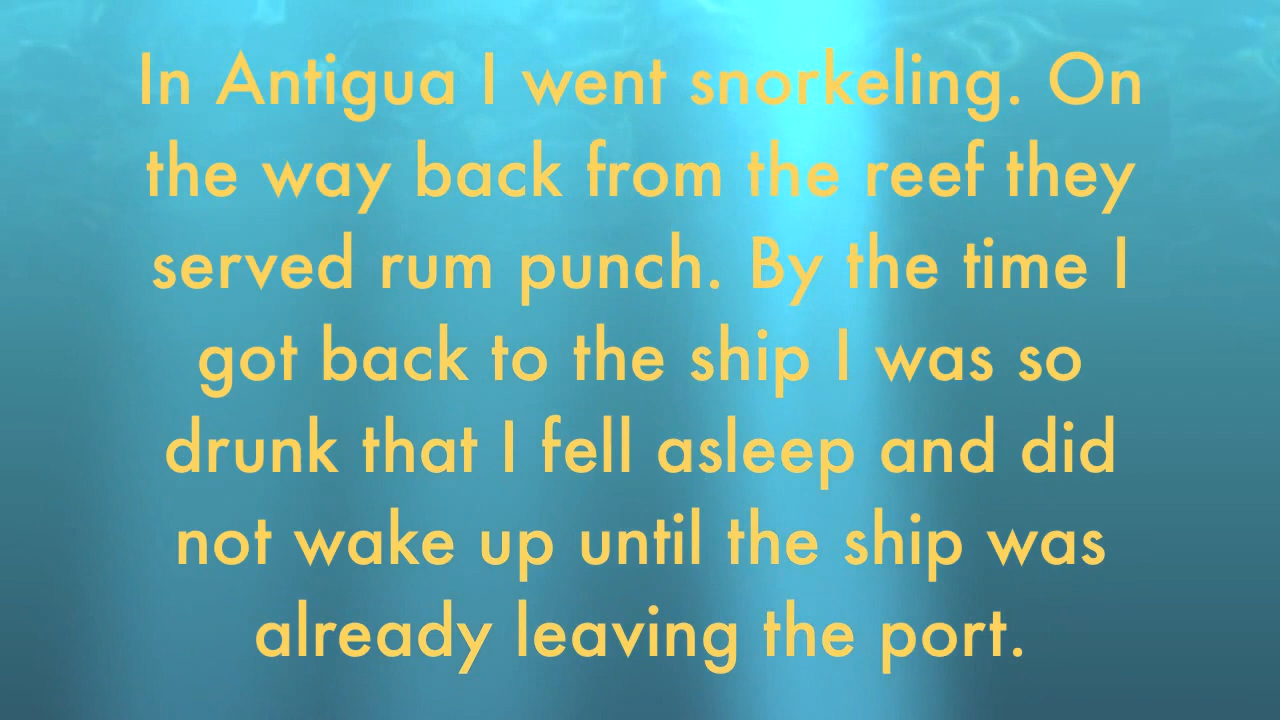 In Antigua I went snorkeling. On
the way back from the reef they
served rum punch. By the time I
got back to the ship I was so
drunk that I fell asleep and did
not wake up until the ship was
already leaving the port.